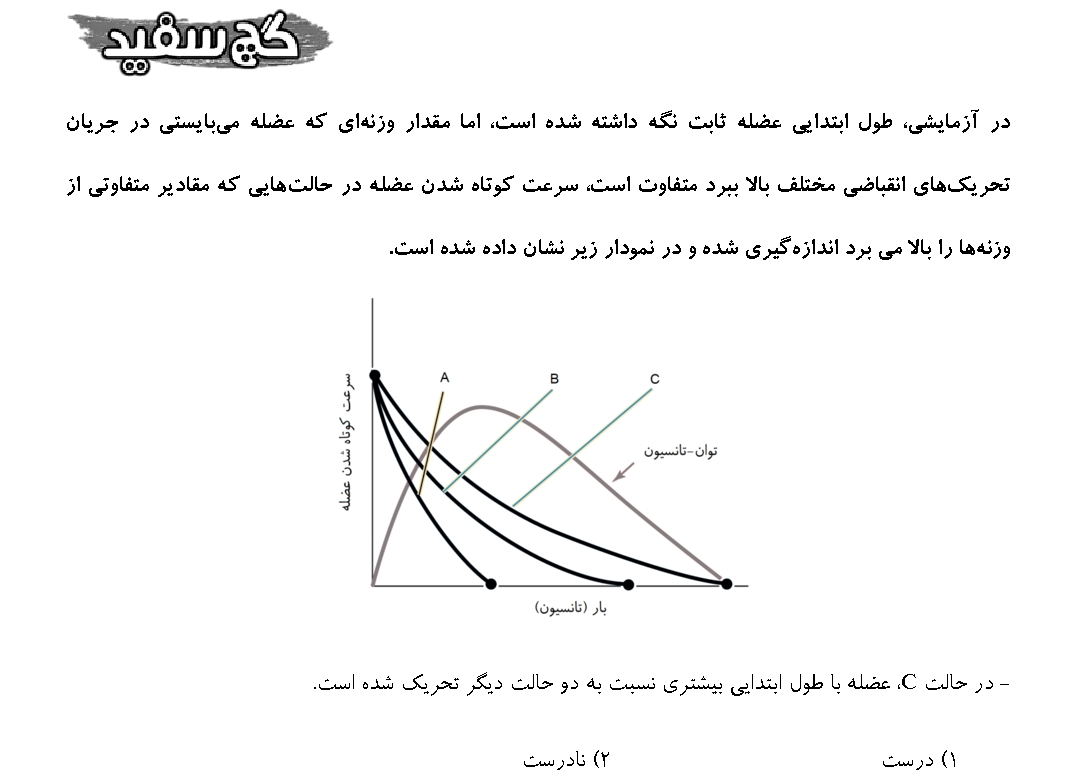 گچ سفید
در آزمایشی، طول ابتدایی عضله ثابت نگه داشته شده است، اما مقدار وزنه‌ای که عضله می‌بایستی در جریان
تحریک‌های انقباضی مختلف بالا ببرد متفاوت است، سرعت کوتاه شدن عضله در حالت‌هایی که مقادیر متفاوتی از
وزنه‌ها را بالا می برد اندازه‌گیری شده و در نمودار زیر نشان داده شده است.
A
B
C
توان-تانسیون
سرعت کوتاه شدن عضله
بار (تانسیون)
- در حالت C، عضله با طول ابتدایی بیشتری نسبت به دو حالت دیگر تحریک شده است.
۱) درست ۲) نادرست